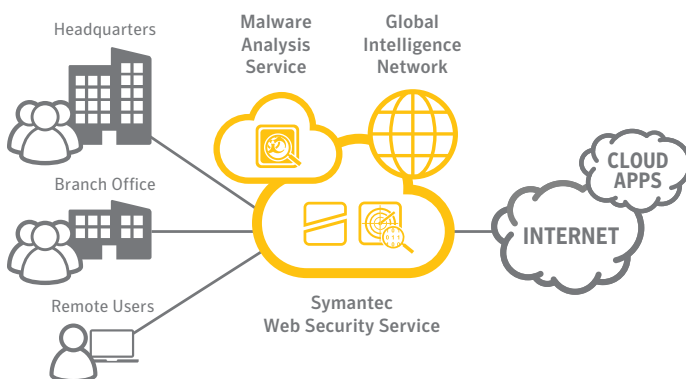 Headquarters
Malware
Analysis
Service
Global
Intelligence
Network
Branch Office
Remote Users
CLOUD
APPS
INTERNET
Symantec
Web Security Service